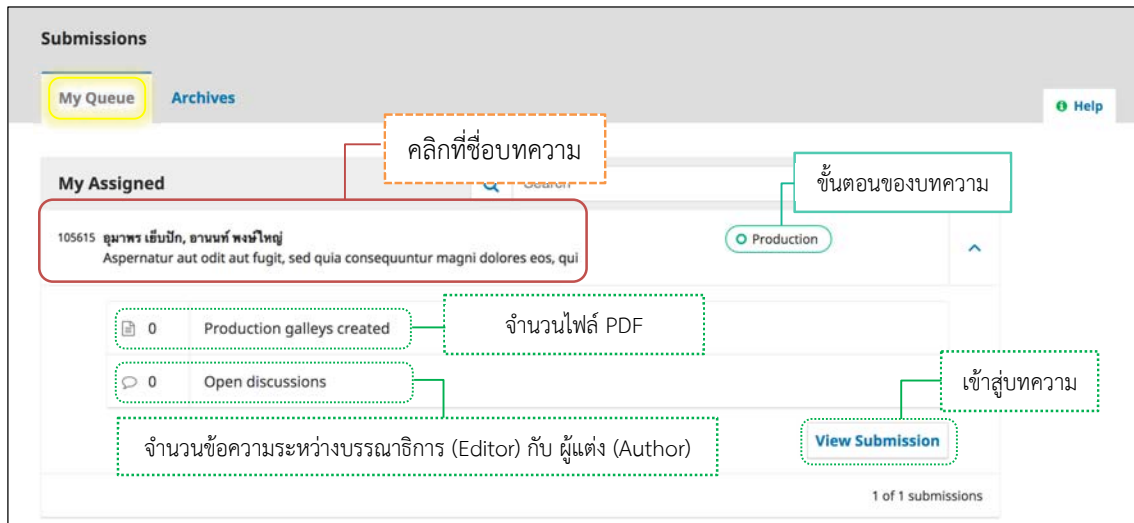 Submissions
My Queue
Archives
Help
คลิกที่ชื่อบทความ
ขั้นตอนของบทความ
My Assigned
Search
105615 อุมาพร เย็บปัก, อานนท์ พงษ์ใหญ่
Production
Aspernatur aut odit aut fugit, sed quia consequuntur magni dolores eos, qui
0 Production galleys created
จำนวนไฟล์ PDF
0 Open discussions
เข้าสู่บทความ
จำนวนข้อความระหว่างบรรณาธิการ (Editor) กับ ผู้แต่ง (Author)
View Submission
1 of 1 submissions